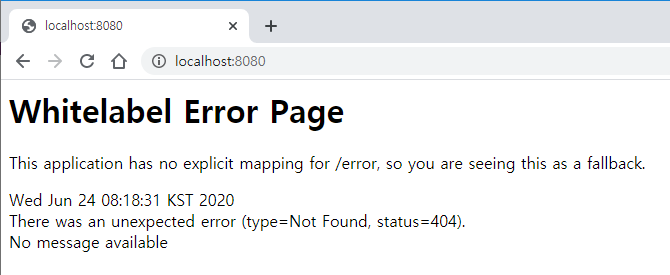 localhost:8080
localhost:8080
Whitelabel Error Page
This application has no explicit mapping for /error, so you are seeing this as a fallback.
Wed Jun 24 08:18:31 KST 2020
There was an unexpected error (type=Not Found, status=404).
No message available